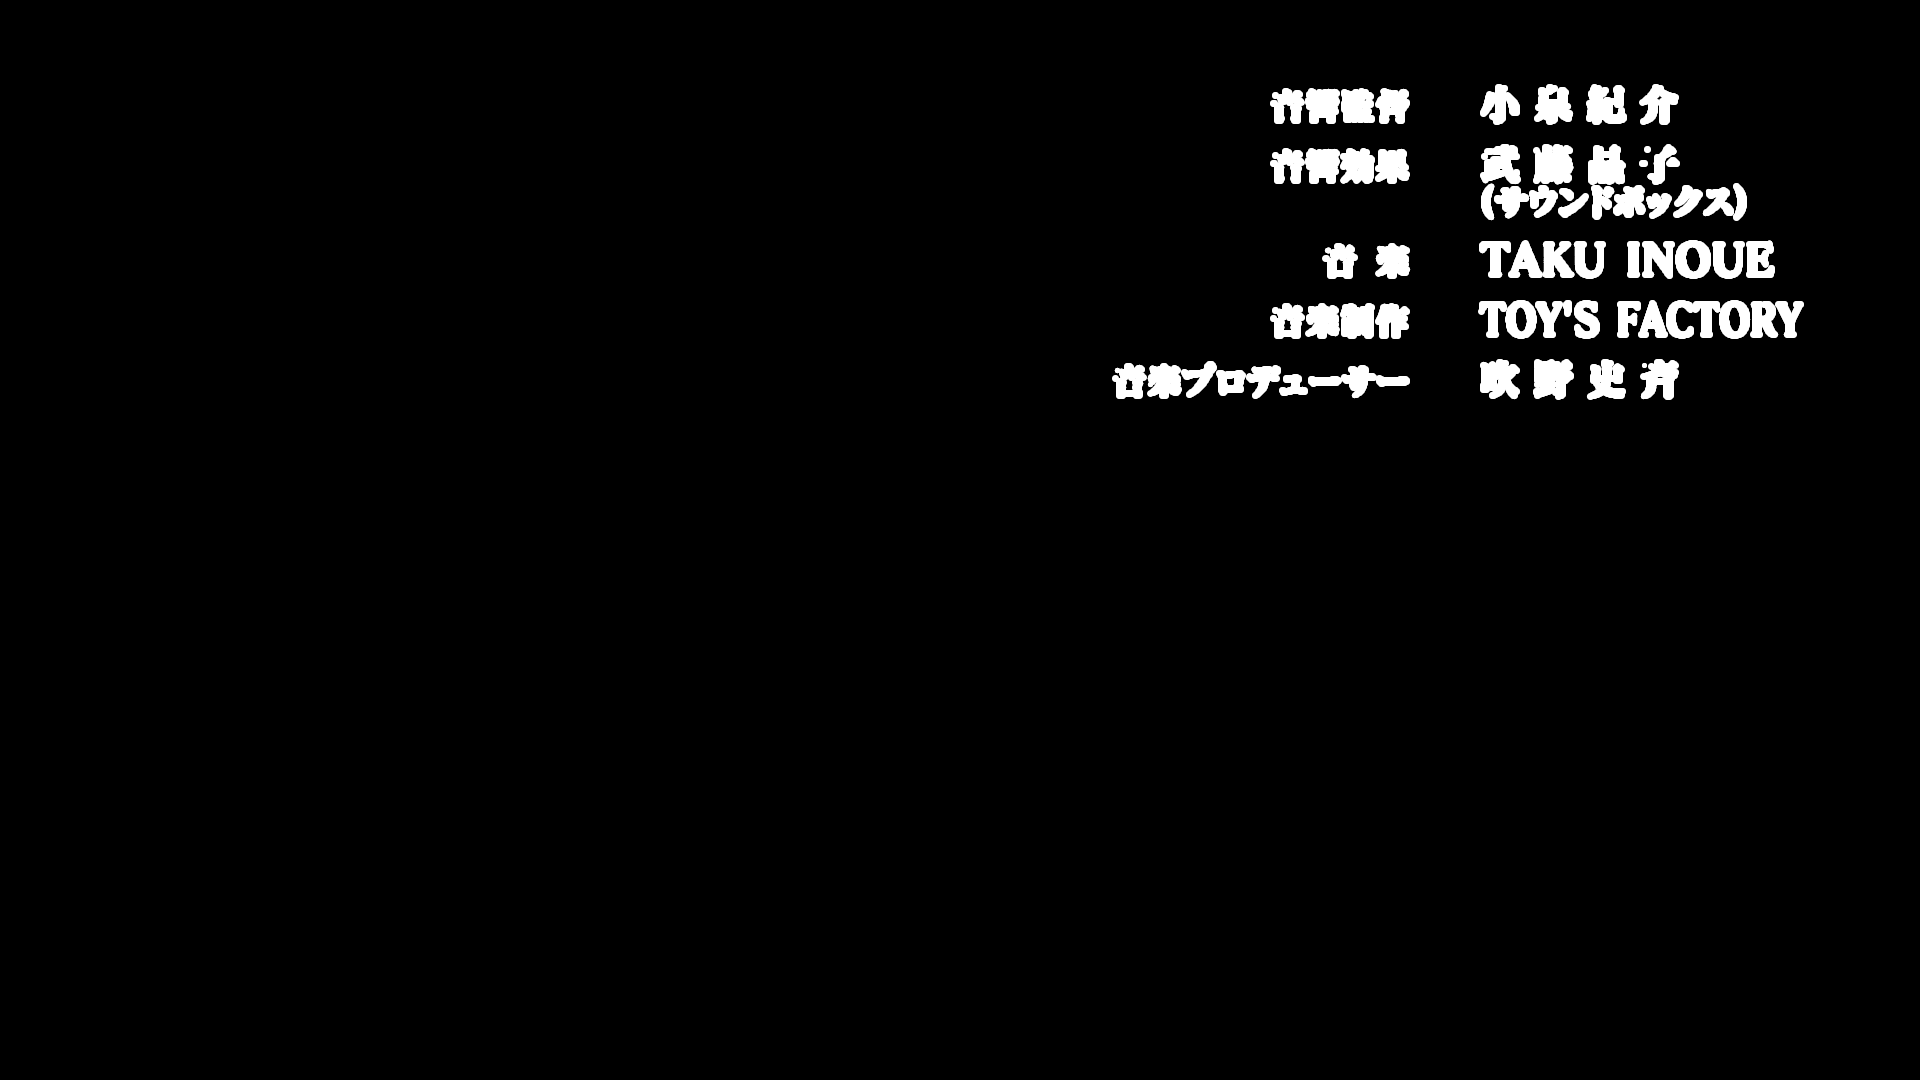 音響監督 小泉紀介
音響効果 武藤晶子
(サウンドボックス)
音楽 TAKU INOUE
音楽制作 TOY'S FACTORY
音楽プロデューサー 吹野史斉